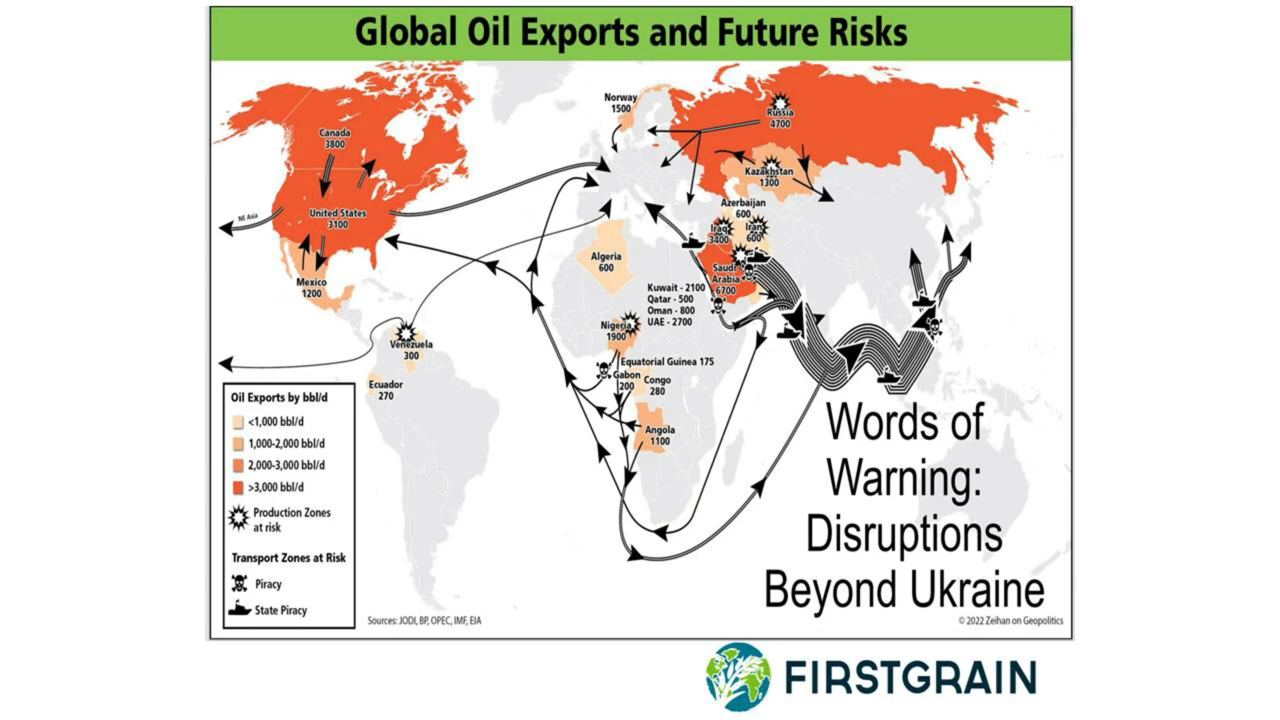 Global Oil Exports and Future Risks
Norway
1500
Russia
4700
Canada
3800
Kazakhstan
1300
NE Asia
United States
3100
Azerbaijan
600
Iraq
3400
Iran
600
Algeria
600
Saudi
Arabia
6700
Mexico
1200
Kuwait - 2100
Qatar - 500
Oman - 800
UAE - 2700
Nigeria
1900
Venezuela
300
Equatorial Guinea 175
Gabon
200
Congo
280
Ecuador
270
Angola
1100
Oil Exports by bbl/d
<1,000 bbl/d
1,000-2,000 bbl/d
2,000-3,000 bbl/d
>3,000 bbl/d
Production Zones
at risk
Transport Zones at Risk
Piracy
State Piracy
Words of
Warning:
Disruptions
Beyond Ukraine
Sources: JODI, BP, OPEC, IMF, EIA
© 2022 Zeihan on Geopolitics
FIRSTGRAIN